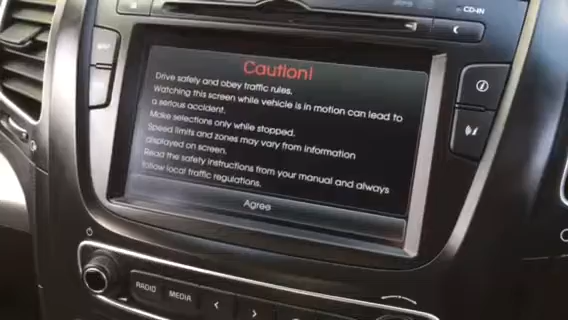 CD-IN
Caution!
Drive safely and obey traffic rules.
Watching this screen while vehicle is in motion can lead to
a serious accident.
Make selections only while stopped.
Speed limits and zones may vary from information
displayed on screen.
Read the safety instructions from your manual and always
follow local traffic regulations.
Agree
RADIO MEDIA